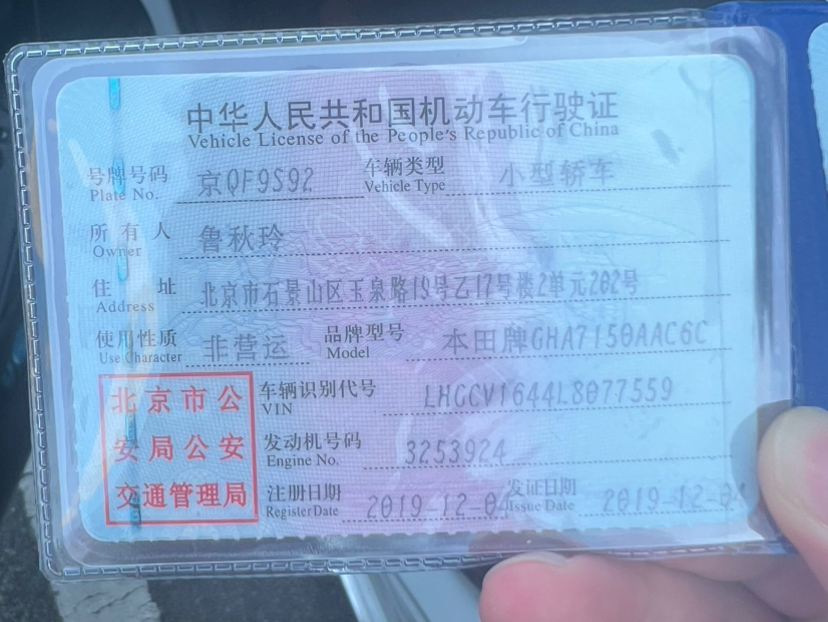 中华人民共和国机动车行驶证
Vehicle License of the People's Republic of China
号牌号码 京QF9S92 车辆类型 小型轿车
Plate No. Vehicle Type
所有人 鲁秋玲
Owner
住址 北京市石景山区玉泉路19号乙17号楼2单元202号
Address
使用性质 非营运 品牌型号 本田牌GHA7150AAC6C
Use Character Model
北京市公 车辆识别代号 LHGCV1644L8077559
VIN
安局公安 发动机号码 3253924
Engine No.
交通管理局 注册日期 2019-12-04 发证日期 2019-12-04
Register Date Issue Date